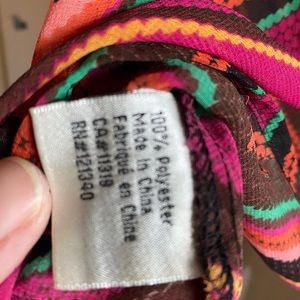 100% Polyester
Made in China
Fabriqué en Chine
CA#11319
RN#121340